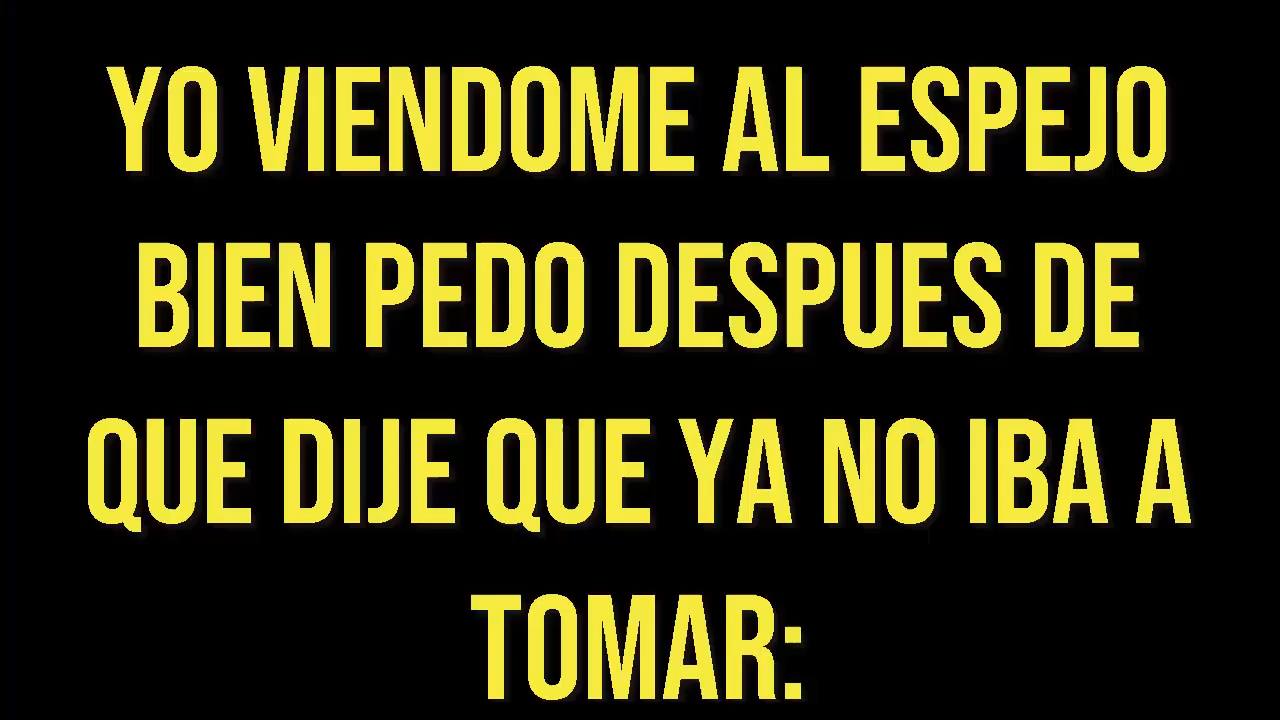 YO VIENDOME AL ESPEJO
BIEN PEDO DESPUES DE
QUE DIJE QUE YA NO IBA A
TOMAR: